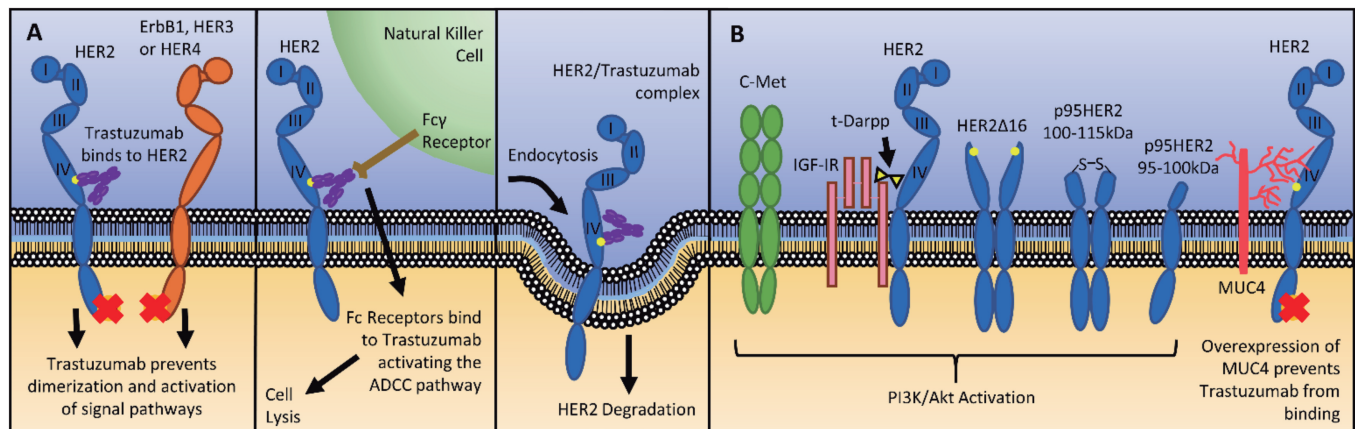 A
ErbB1, HER3
or HER4
HER2
I
II
III
Trastuzumab
binds to HER2
IV
Trastuzumab prevents
dimerization and activation
of signal pathways
HER2
Natural Killer
Cell
I
II
III
Fcγ
Receptor
IV
Fc Receptors bind
to Trastuzumab
activating the
ADCC pathway
Cell
Lysis
HER2/Trastuzumab
complex
I
II
III
Endocytosis
IV
HER2 Degradation
B
C-Met
IGF-IR
t-Darpp
HER2
I
II
III
IV
HER2Δ16
p95HER2
100-115kDa
S-S
p95HER2
95-100kDa
PI3K/Akt Activation
MUC4
HER2
I
II
III
IV
Overexpression of
MUC4 prevents
Trastuzumab from
binding